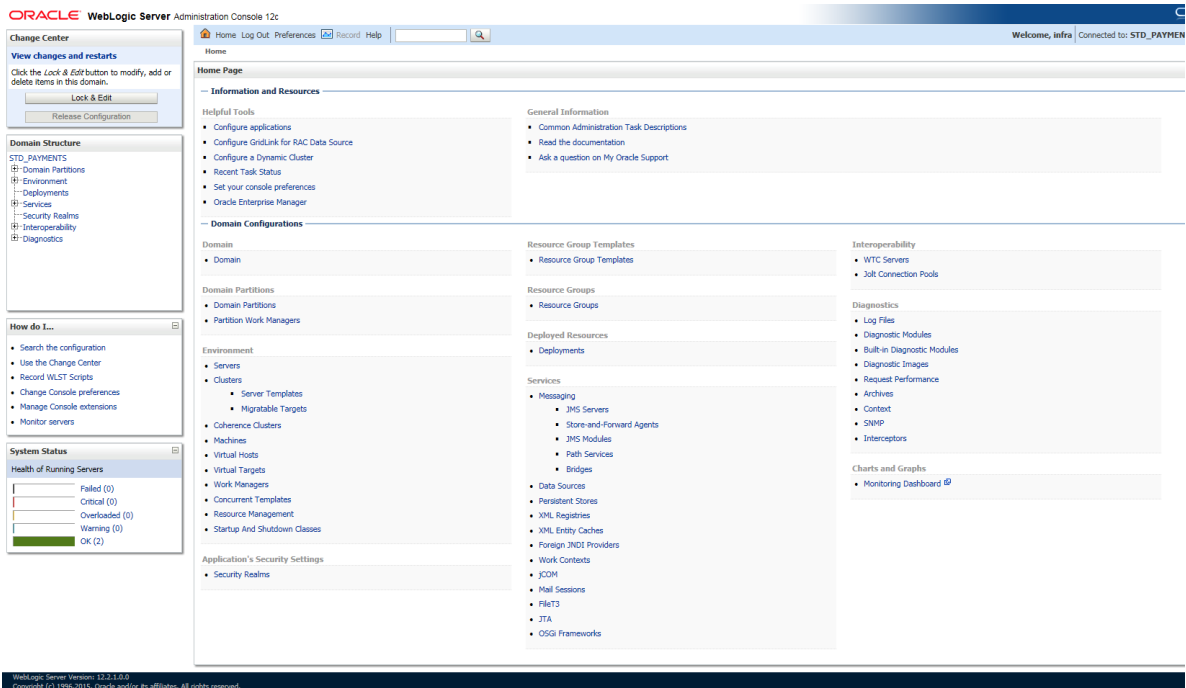 ORACLE WebLogic Server Administration Console 12c
Change Center
View changes and restarts
Click the Lock & Edit button to modify, add or
delete items in this domain.
Lock & Edit
Release Configuration
Domain Structure
STD_PAYMENTS
Domain Partitions
Environment
Deployments
Services
Security Realms
Interoperability
Diagnostics
How do I...
Search the configuration
Use the Change Center
Record WLST Scripts
Change Console preferences
Manage Console extensions
Monitor servers
System Status
Health of Running Servers
Failed (0)
Critical (0)
Overloaded (0)
Warning (0)
OK (2)
Home Log Out Preferences Record Help
Welcome, infra Connected to: STD_PAYMEN
Home
Home Page
Information and Resources
Helpful Tools
Configure applications
Configure GridLink for RAC Data Source
Configure a Dynamic Cluster
Recent Task Status
Set your console preferences
Oracle Enterprise Manager
General Information
Common Administration Task Descriptions
Read the documentation
Ask a question on My Oracle Support
Domain Configurations
Domain
Domain
Domain Partitions
Domain Partitions
Partition Work Managers
Environment
Servers
Clusters
Server Templates
Migratable Targets
Coherence Clusters
Machines
Virtual Hosts
Virtual Targets
Work Managers
Concurrent Templates
Resource Management
Startup And Shutdown Classes
Application's Security Settings
Security Realms
Resource Group Templates
Resource Group Templates
Resource Groups
Resource Groups
Deployed Resources
Deployments
Services
Messaging
JMS Servers
Store-and-Forward Agents
JMS Modules
Path Services
Bridges
Data Sources
Persistent Stores
XML Registries
XML Entity Caches
Foreign JNDI Providers
Work Contexts
jCOM
Mail Sessions
FileT3
JTA
OSGi Frameworks
Interoperability
WTC Servers
Jolt Connection Pools
Diagnostics
Log Files
Diagnostic Modules
Built-in Diagnostic Modules
Diagnostic Images
Request Performance
Archives
Context
SNMP
Interceptors
Charts and Graphs
Monitoring Dashboard
WebLogic Server Version: 12.2.1.0.0
Copyright (c) 1996-2015, Oracle and/or its affiliates. All rights reserved.